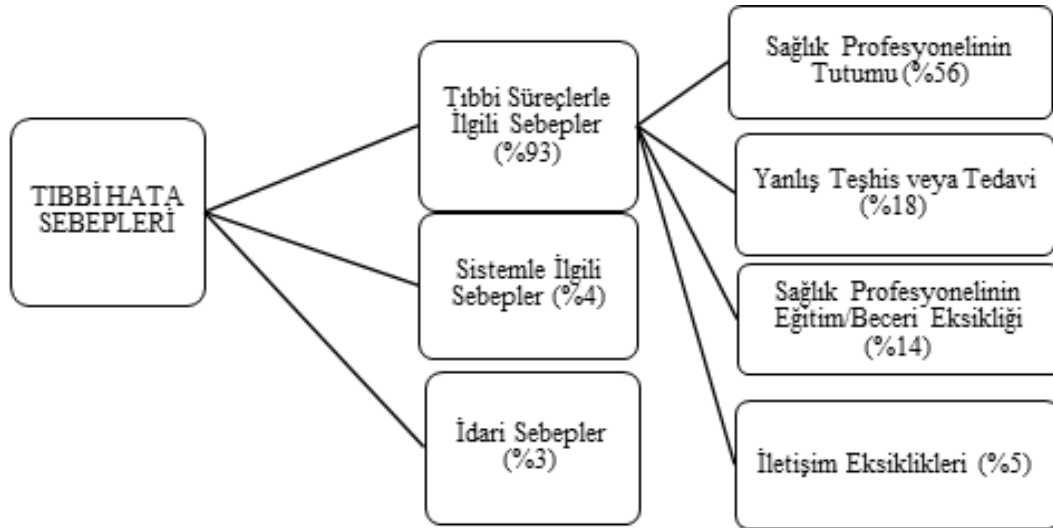 TIBBİ HATA
SEBEPLERİ
Tıbbi Süreçlerle
İlgili Sebepler
(%93)
Sistemle İlgili
Sebepler (%4)
İdari Sebepler
(%3)
Sağlık Profesyonelinin
Tutumu (%56)
Yanlış Teşhis veya Tedavi
(%18)
Sağlık Profesyonelinin
Eğitim/Beceri Eksikliği
(%14)
İletişim Eksiklikleri (%5)